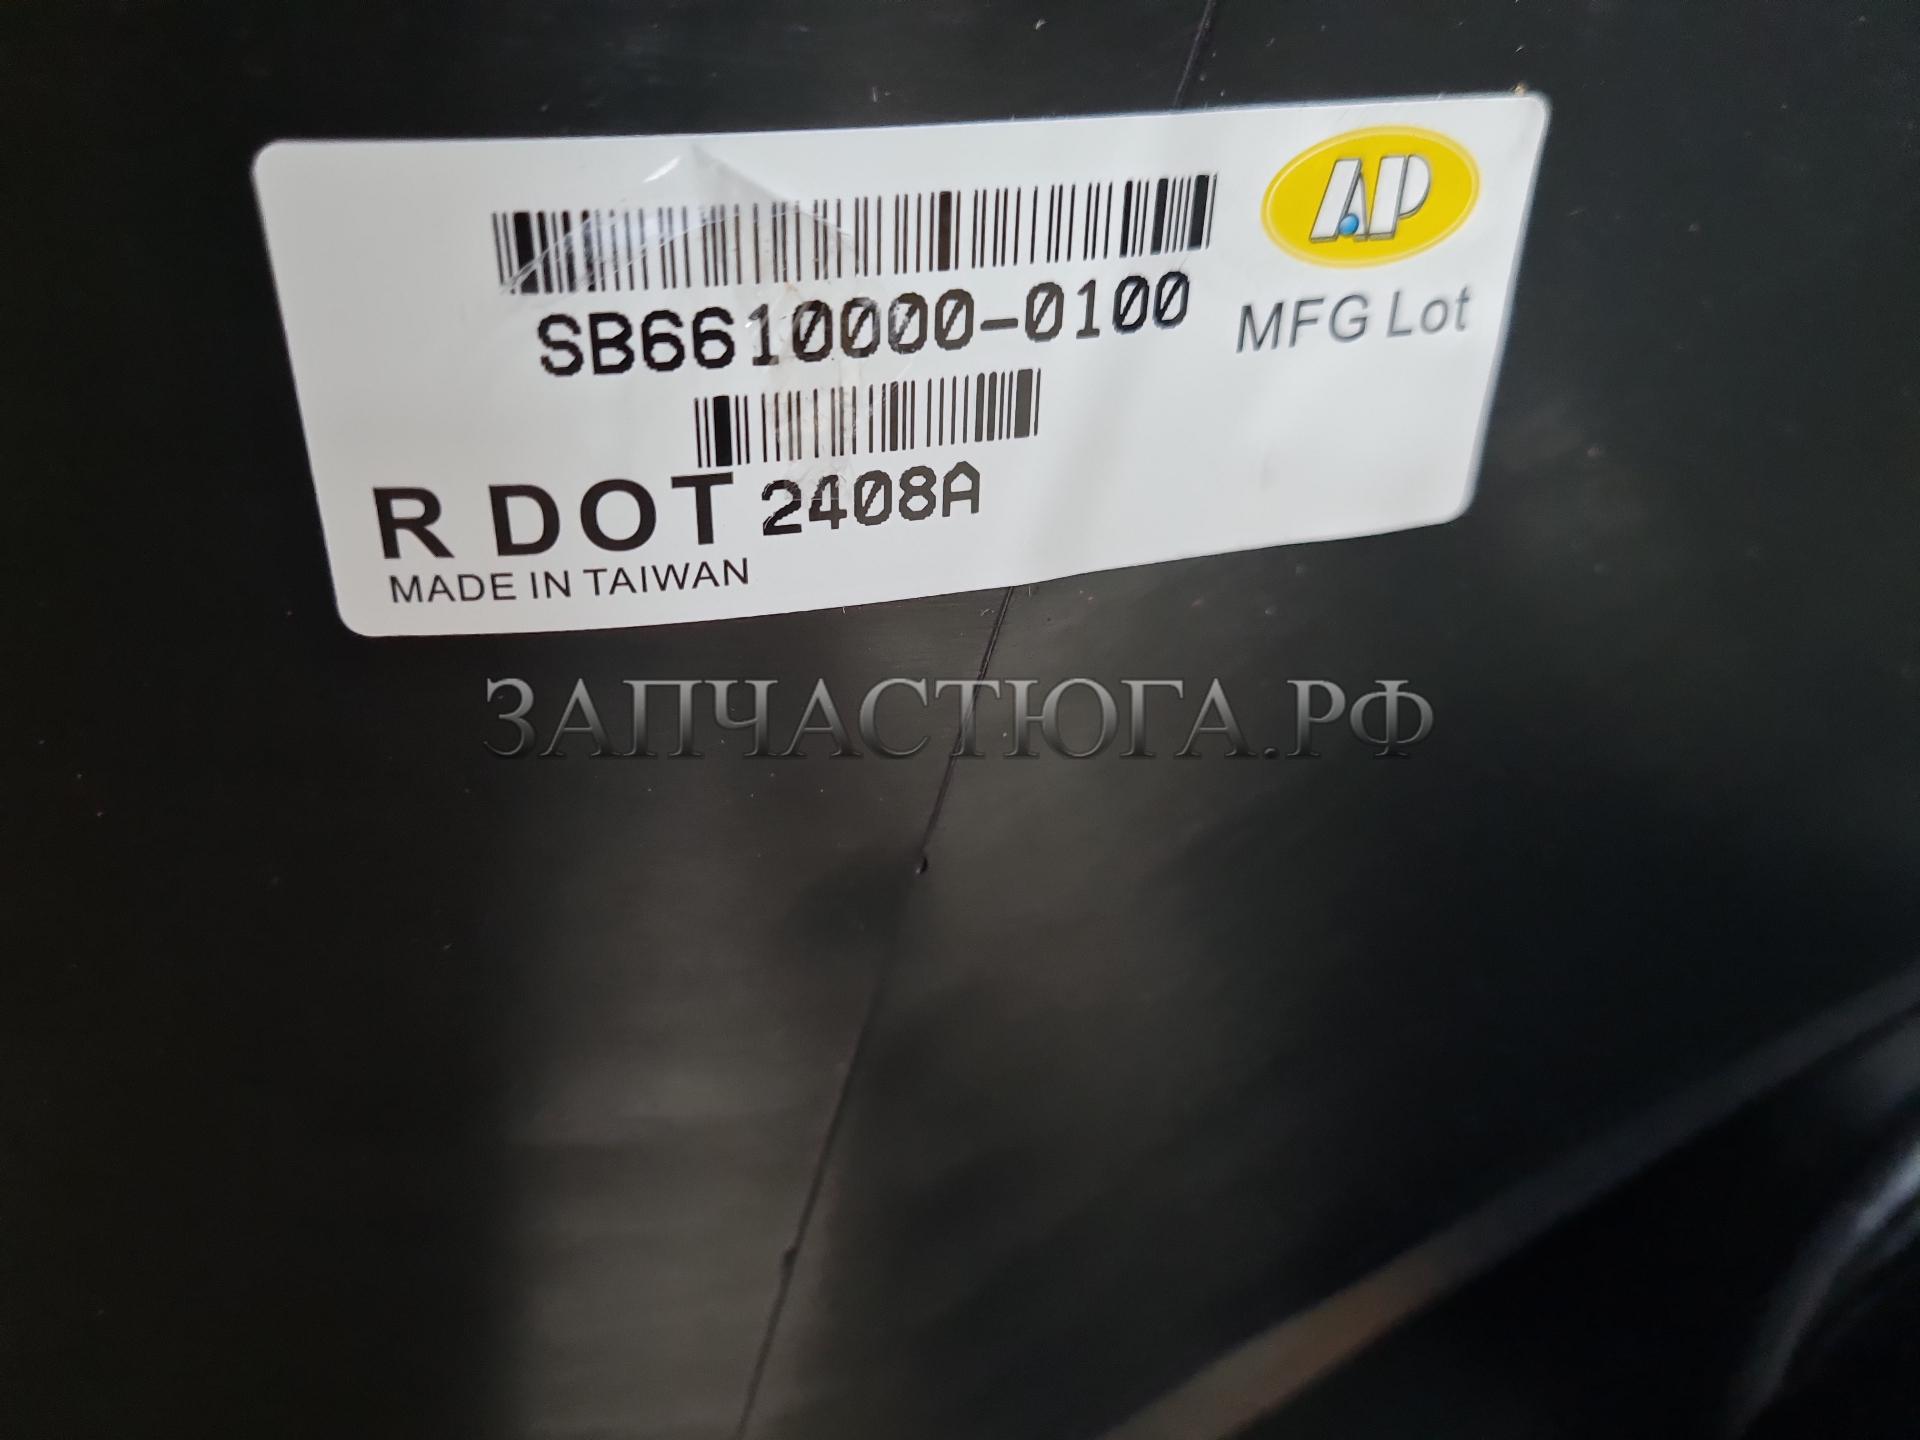 AP
SB6610000-0100
MFG Lot
R DOT 2408A
MADE IN TAIWAN
ЗАПЧАСТЮГА.РФ